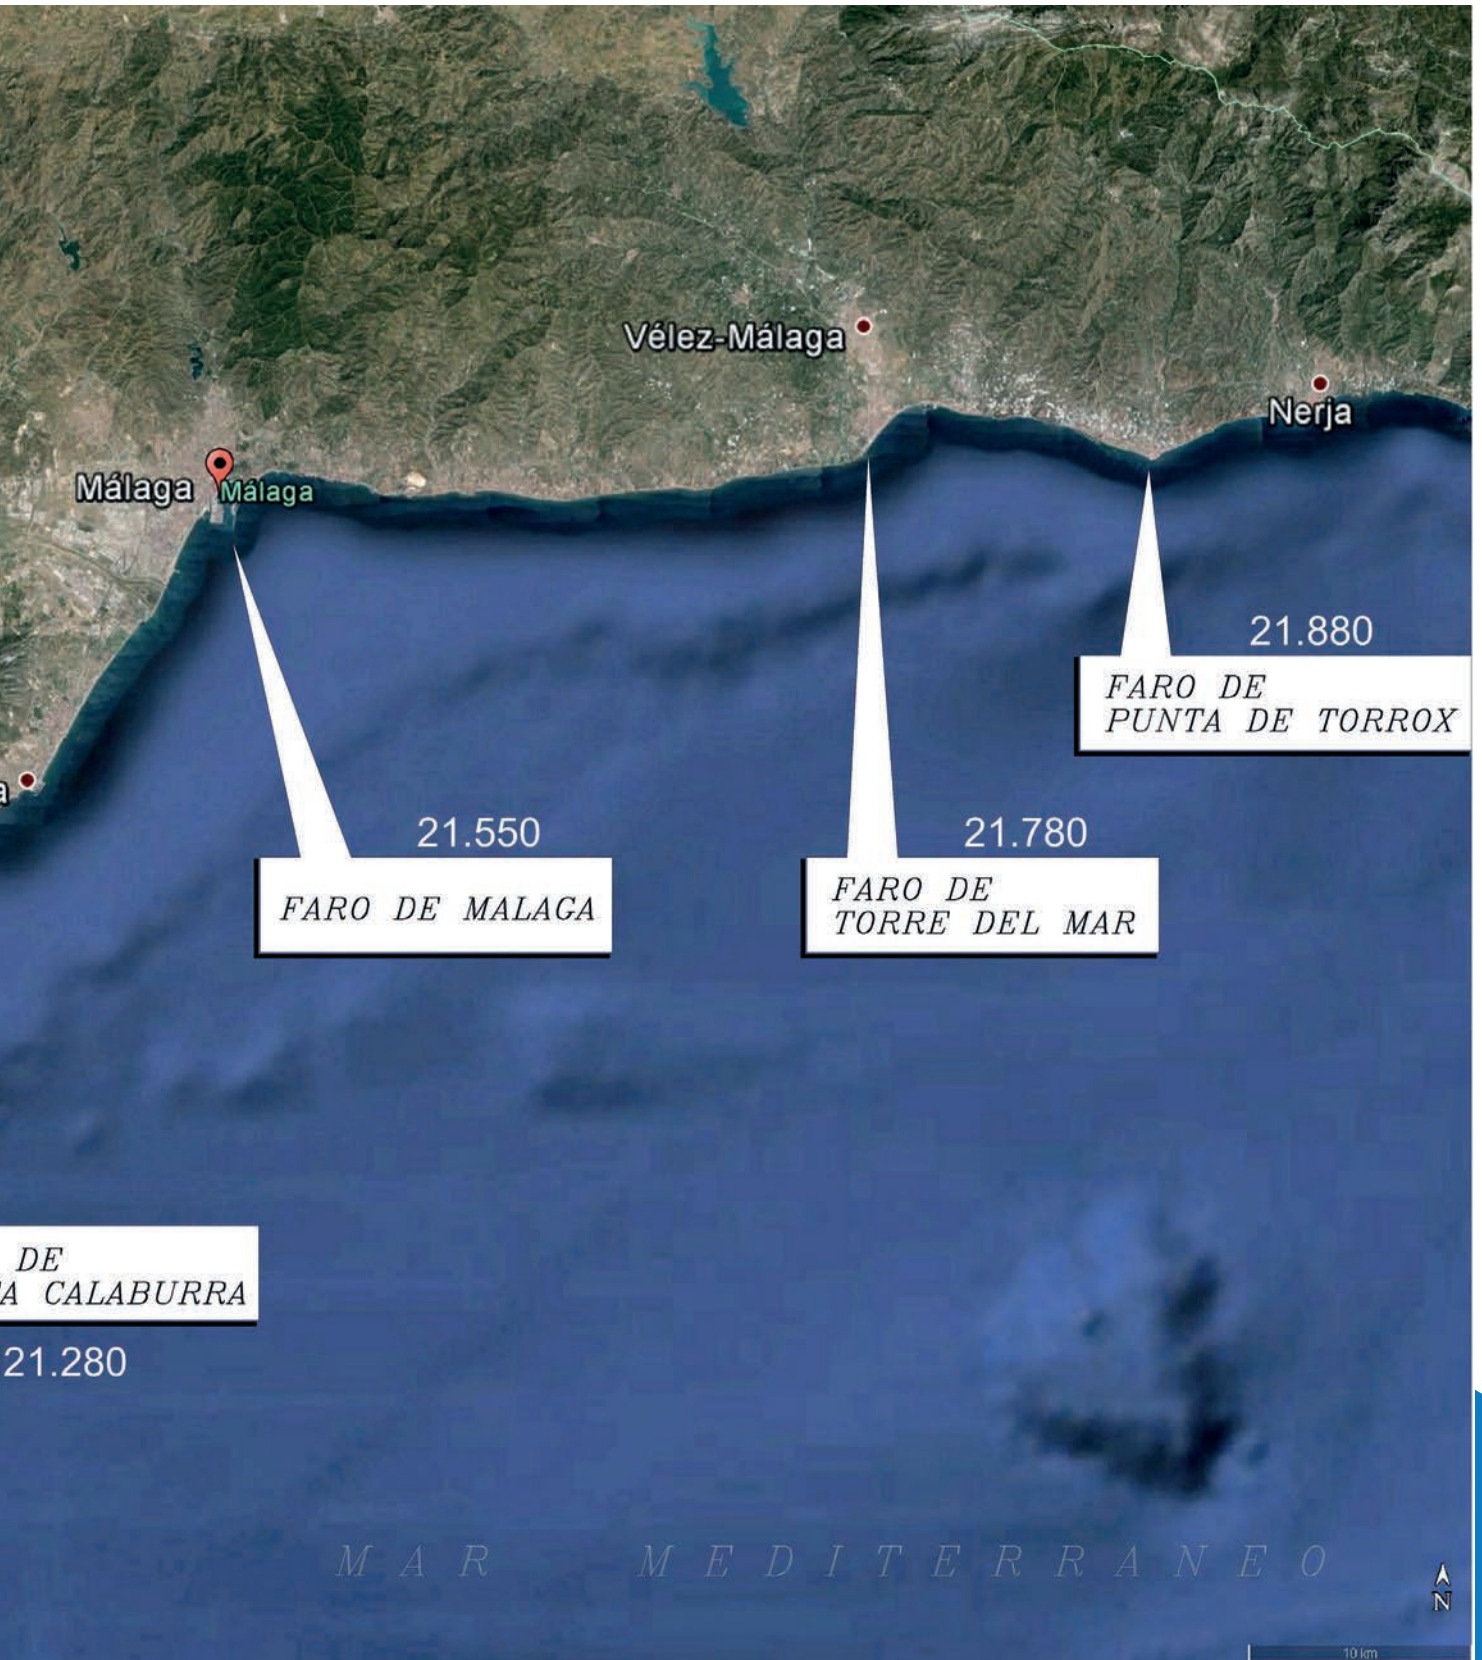 Vélez-Málaga
Nerja
Málaga
Málaga
21.880
FARO DE
PUNTA DE TORROX
a
21.550
FARO DE MALAGA
21.780
FARO DE
TORRE DEL MAR
DE
TA CALABURRA
21.280
MAR MEDITERRANEO
N
10 km